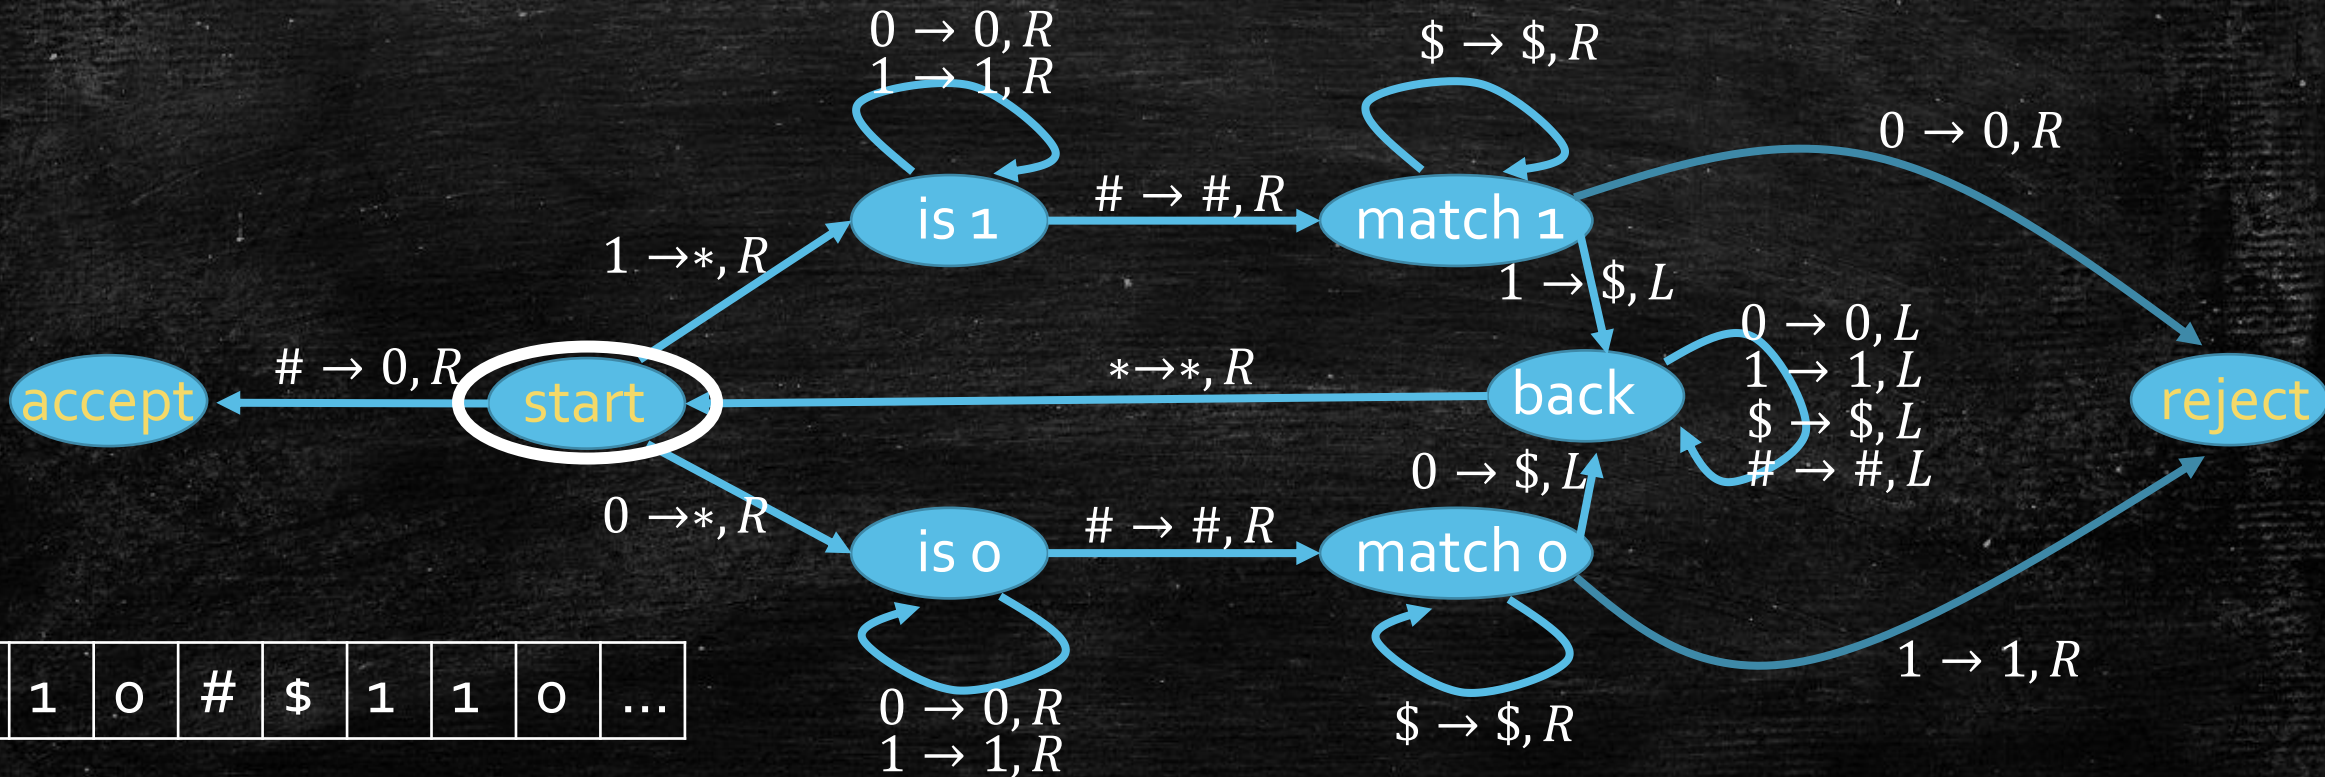 0 → 0, R
1 → 1, R
$ → $, R
0 → 0, R
is 1
# → #, R
match 1
1 →*, R
1 → $, L
0 → 0, L
1 → 1, L
$ → $, L
# → #, L
accept
# → 0, R
start
*→*, R
back
reject
0 →*, R
0 → $, L
is 0
# → #, R
match 0
1 → 1, R
1 0 # $ 1 1 0 ...
0 → 0, R
1 → 1, R
$ → $, R